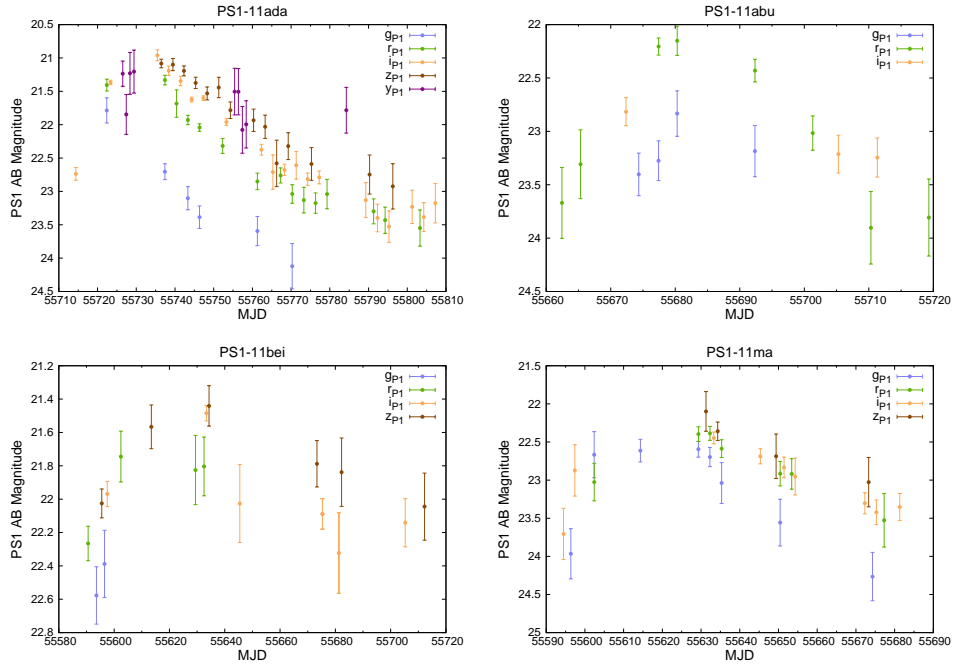 PS1-11ada
PS1 AB Magnitude
20.5
21
21.5
22
22.5
23
23.5
24
24.5
55710 55720 55730 55740 55750 55760 55770 55780 55790 55800 55810
MJD
gP1
rP1
iP1
zP1
yP1
PS1-11abu
PS1 AB Magnitude
22
22.5
23
23.5
24
24.5
55660 55670 55680 55690 55700 55710 55720
MJD
gP1
rP1
iP1
PS1-11bei
PS1 AB Magnitude
21.2
21.4
21.6
21.8
22
22.2
22.4
22.6
22.8
55580 55600 55620 55640 55660 55680 55700 55720
MJD
gP1
rP1
iP1
zP1
PS1-11ma
PS1 AB Magnitude
21.5
22
22.5
23
23.5
24
24.5
25
55590 55600 55610 55620 55630 55640 55650 55660 55670 55680 55690
MJD
gP1
rP1
iP1
zP1